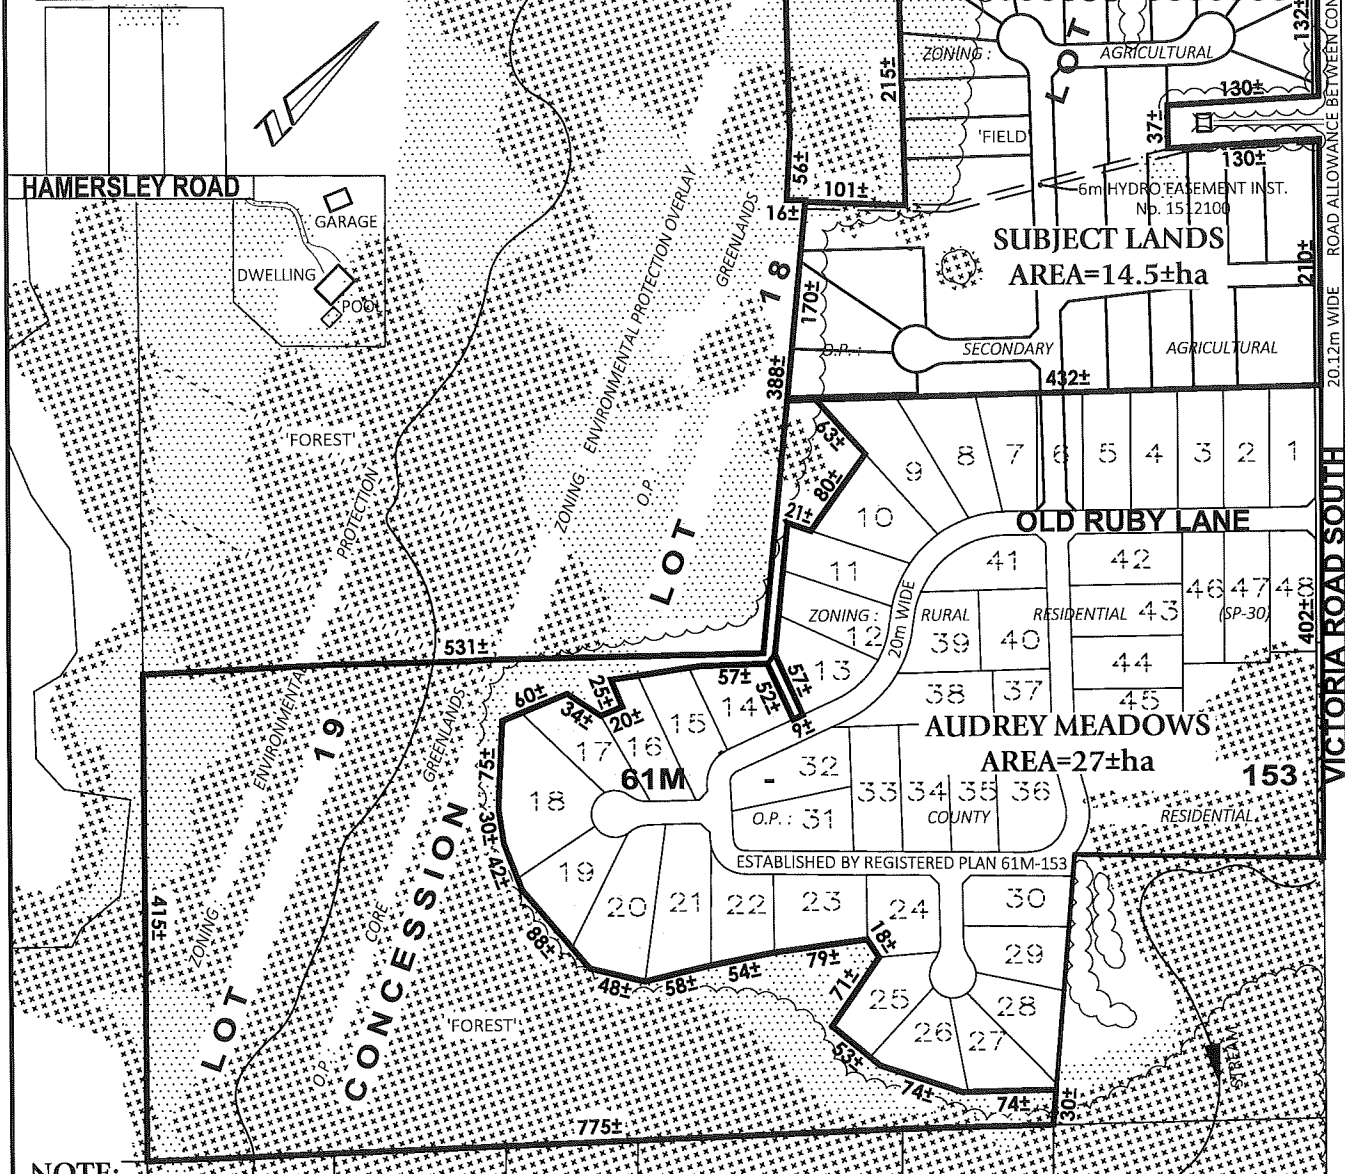 132±
ZONING :
AGRICULTURAL
LOT
215±
130±
37±
'FIELD'
130±
56±
101±
16±
6m HYDRO EASEMENT INST.
No. 1512100
HAMERSLEY ROAD
GARAGE
DWELLING
POOL
ENVIRONMENTAL PROTECTION OVERLAY
GREENLANDS
SUBJECT LANDS
AREA=14.5±ha
210±
18
170±
O.P. :
SECONDARY
AGRICULTURAL
388±
432±
20.12m WIDE
ROAD ALLOWANCE BETWEEN CON
'FOREST'
PROTECTION
ZONING
O.P.
LOT
63±
80±
21±
9
8
7
6
5
4
3
2
1
10
OLD RUBY LANE
11
41
42
46
47
48
(SP-30)
402±
ZONING :
RURAL
RESIDENTIAL
43
12
20m WIDE
39
40
44
13
38
37
45
VICTORIA ROAD SOUTH
531±
57±
52±
57±
9±
60±
34±
25±
20±
14
15
16
17
61M
-
153
AUDREY MEADOWS
AREA=27±ha
ENVIRONMENTAL
19
GREENLANDS
75±
30±
42±
18
32
33
34
35
36
O.P. :
31
COUNTY
RESIDENTIAL
ESTABLISHED BY REGISTERED PLAN 61M-153
19
20
21
22
23
24
30
415±
ZONING
LOT
CORE
CONCESSION
O.P.
88±
48±
58±
54±
79±
18±
71±
29
25
28
26
27
53±
74±
74±
30±
'FOREST'
STREAM
775±
NOTE: